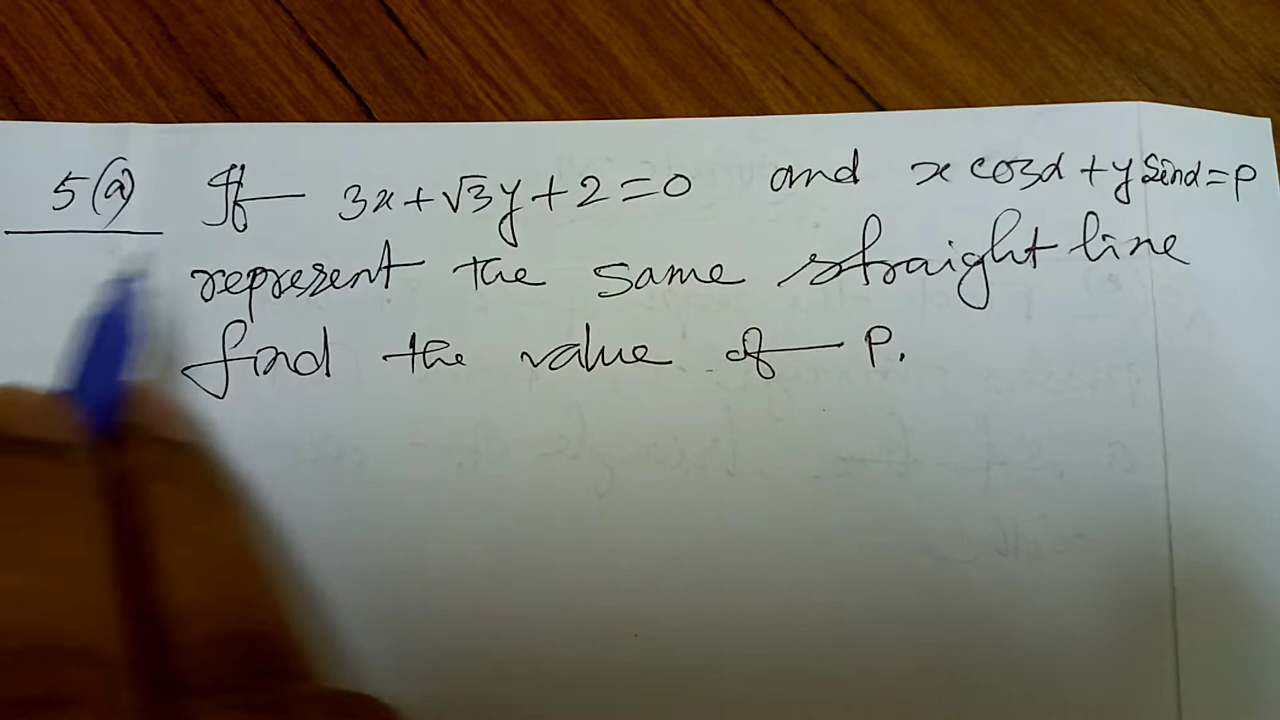 5(a) If 3x+√3y+2=0 and x cosα+y sinα=P
represent the same straight line
find the value of P.